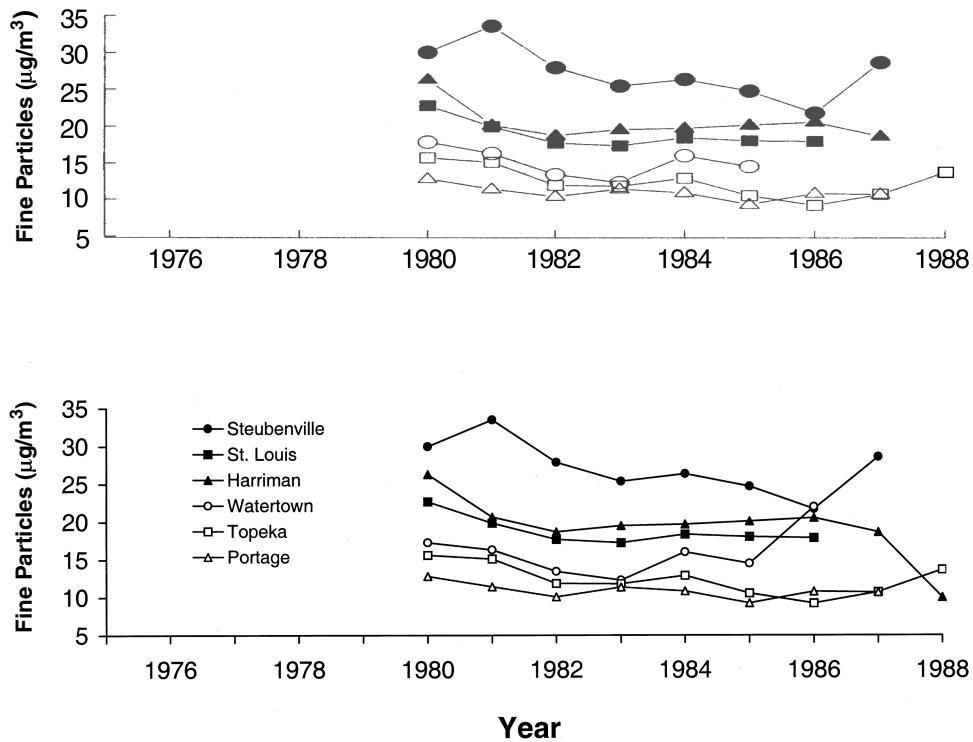 Fine Particles (μg/m³)
35
30
25
20
15
10
5
1976 1978 1980 1982 1984 1986 1988
Fine Particles (μg/m³)
35
30
25
20
15
10
5
Steubenville
St. Louis
Harriman
Watertown
Topeka
Portage
1976 1978 1980 1982 1984 1986 1988
Year